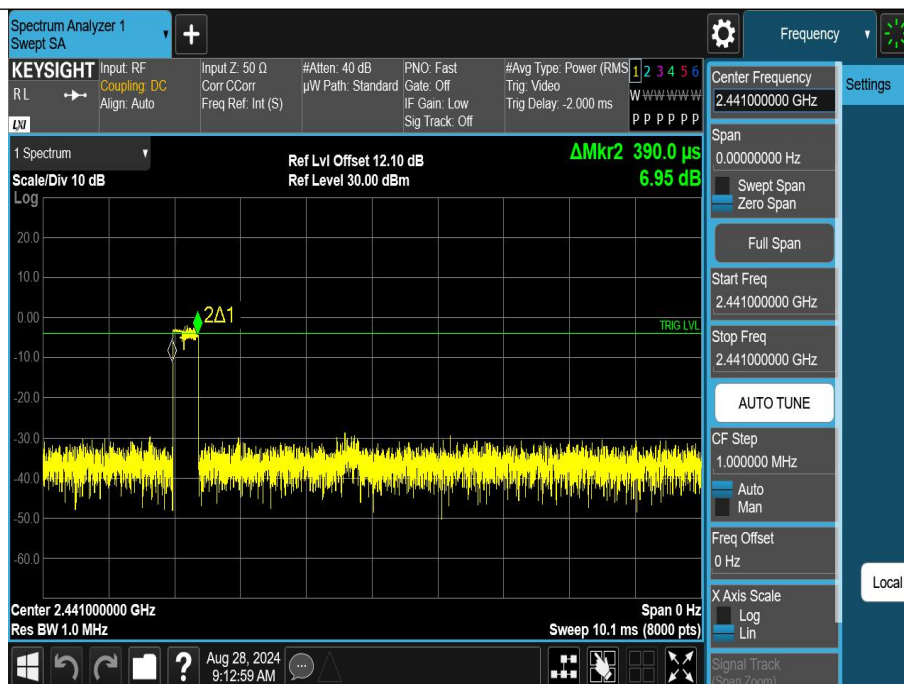 Spectrum Analyzer 1
Swept SA
+
Frequency
KEYSIGHT
RL
LXI
Input: RF
Coupling: DC
Align: Auto
Input Z: 50 Ω
Corr CCorr
Freq Ref: Int (S)
#Atten: 40 dB
µW Path: Standard
PNO: Fast
Gate: Off
IF Gain: Low
Sig Track: Off
#Avg Type: Power (RMS
Trig: Video
Trig Delay: -2.000 ms
1 2 3 4 5 6
W W W W W W
P P P P P P
1 Spectrum
Scale/Div 10 dB
Log
Ref Lvl Offset 12.10 dB
Ref Level 30.00 dBm
ΔMkr2 390.0 µs
6.95 dB
20.0
10.0
0.00
-10.0
-20.0
-30.0
-40.0
-50.0
-60.0
2Δ1
TRIG LVL
Center 2.441000000 GHz
Res BW 1.0 MHz
Span 0 Hz
Sweep 10.1 ms (8000 pts)
Center Frequency
2.441000000 GHz
Span
0.00000000 Hz
Swept Span
Zero Span
Full Span
Start Freq
2.441000000 GHz
Stop Freq
2.441000000 GHz
AUTO TUNE
CF Step
1.000000 MHz
Auto
Man
Freq Offset
0 Hz
X Axis Scale
Log
Lin
Signal Track
(Span Zoom)
Settings
Local
?
Aug 28, 2024
9:12:59 AM